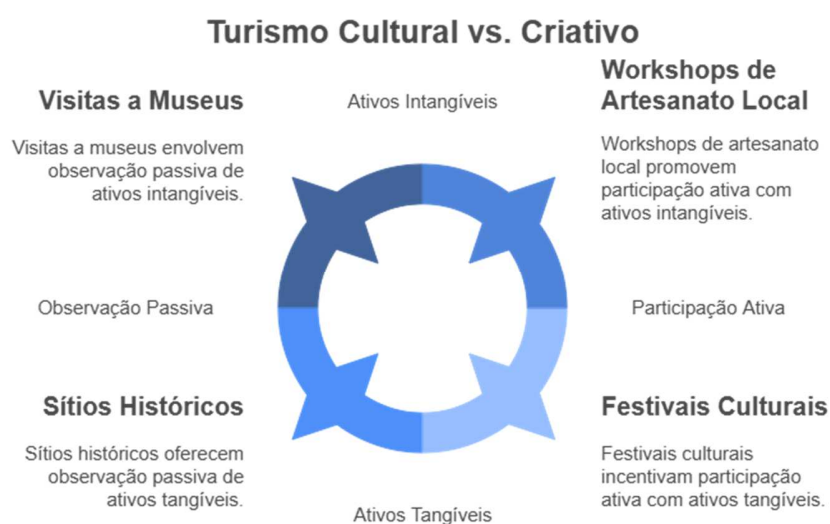 Turismo Cultural vs. Criativo
Visitas a Museus
Visitas a museus envolvem
observação passiva de
ativos intangíveis.
Ativos Intangíveis
Workshops de
Artesanato Local
Workshops de artesanato
local promovem
participação ativa com
ativos intangíveis.
Observação Passiva
Participação Ativa
Sítios Históricos
Sítios históricos oferecem
observação passiva de
ativos tangíveis.
Ativos Tangíveis
Festivais Culturais
Festivais culturais
incentivam participação
ativa com ativos tangíveis.